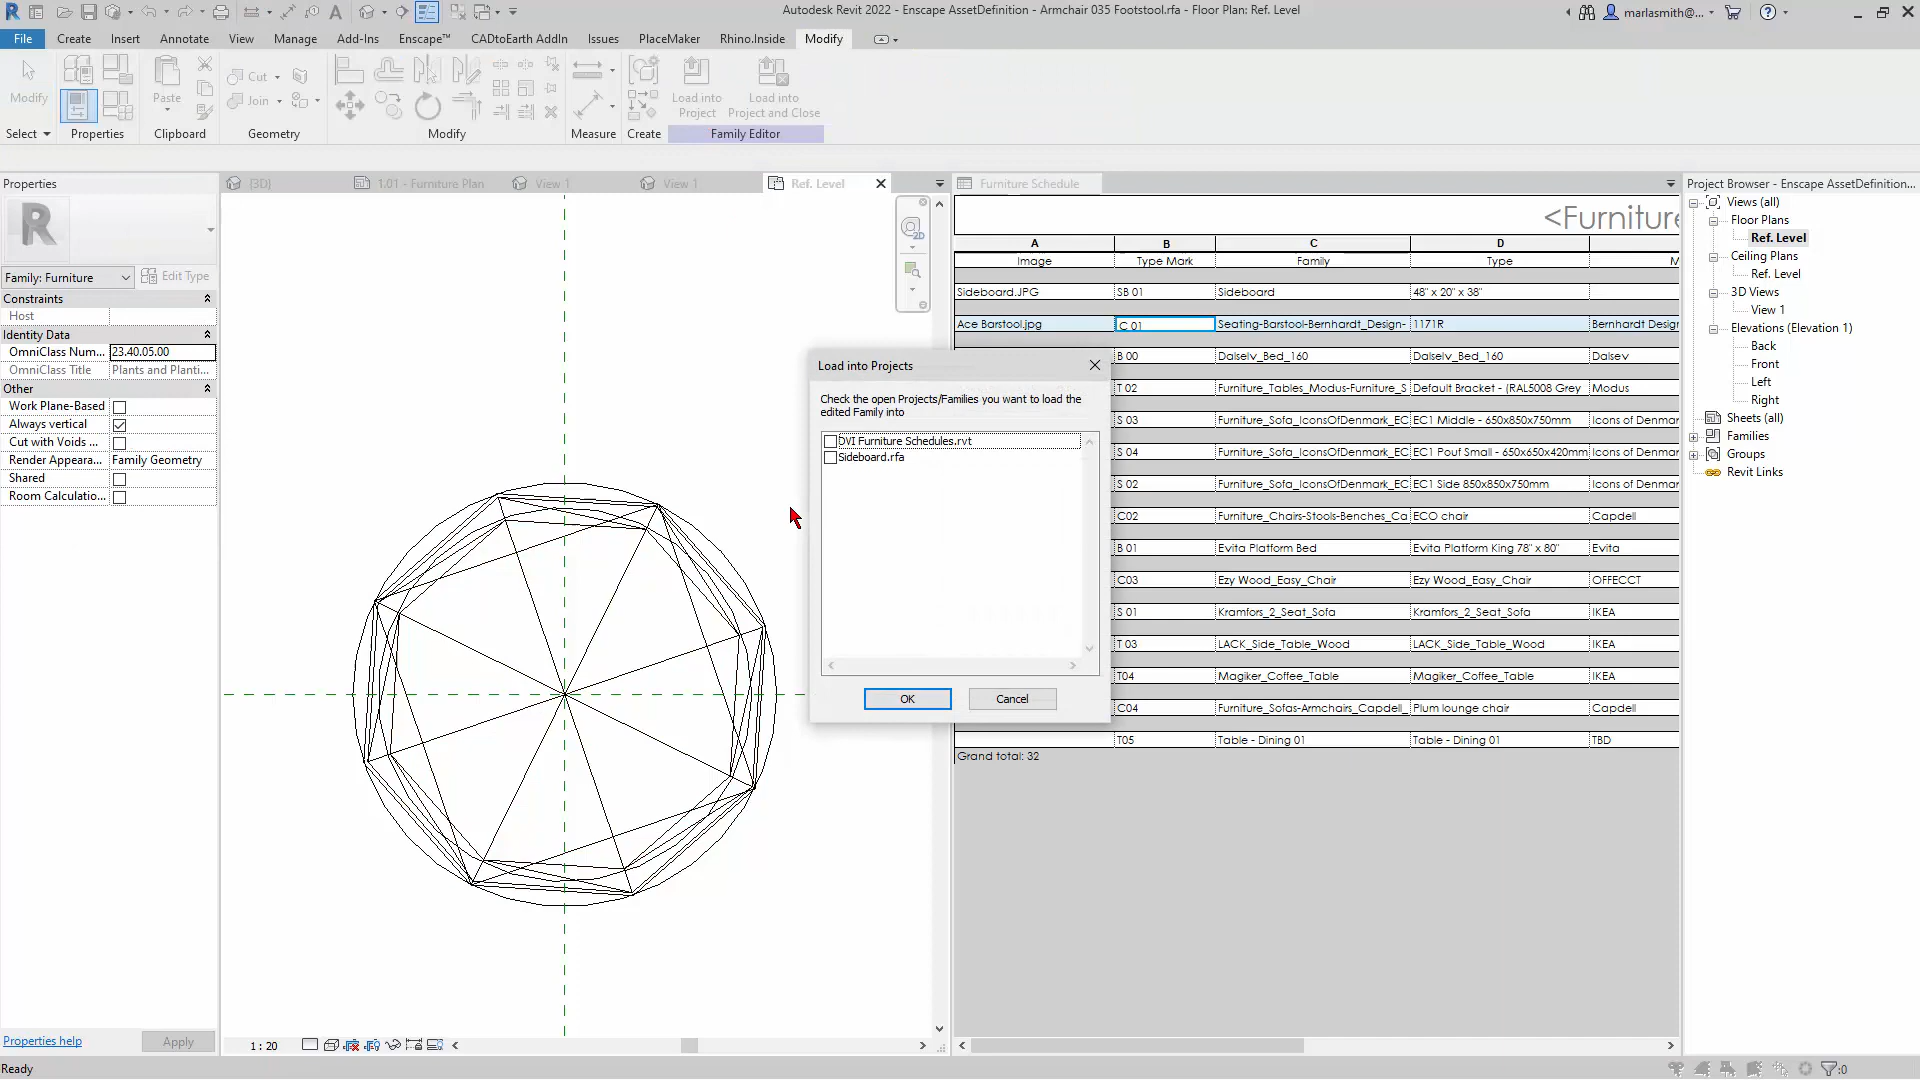 Autodesk Revit 2022 - Enscape AssetDefinition - Armchair 035 Footstool.rfa - Floor Plan: Ref. Level
marlasmith@...
File Create Insert Annotate View Manage Add-Ins Enscape™ CADtoEarth AddIn Issues PlaceMaker Rhino.Inside Modify
Modify
Paste
Cut
Join
Load into Project
Load into Project and Close
Select Properties Clipboard Geometry Modify Measure Create Family Editor
Properties
{3D}
1.01 - Furniture Plan
View 1
View 1
Ref. Level
Furniture Schedule
Project Browser - Enscape AssetDefinition...
Family: Furniture
Edit Type
Constraints
Host
Identity Data
OmniClass Num... 23.40.05.00
OmniClass Title Plants and Planti...
Other
Work Plane-Based
Always vertical
Cut with Voids ...
Render Appeara... Family Geometry
Shared
Room Calculatio...
Properties help
Apply
2D
1 : 20
Load into Projects
Check the open Projects/Families you want to load the
edited Family into
DVI Furniture Schedules.rvt
Sideboard.rfa
OK
Cancel
<Furniture
A B C D
Image Type Mark Family Type M
Sideboard.JPG SB 01 Sideboard 48" x 20" x 38"
Ace Barstool.jpg C 01 Seating-Barstool-Bernhardt_Design- 1171R Bernhardt Design
B 00 Dalselv_Bed_160 Dalselv_Bed_160 Dalsev
T 02 Furniture_Tables_Modus-Furniture_S Default Bracket - (RAL5008 Grey Modus
S 03 Furniture_Sofa_IconsOfDenmark_EC EC1 Middle - 650x850x750mm Icons of Denmar
S 04 Furniture_Sofa_IconsOfDenmark_EC EC1 Pouf Small - 650x650x420mm Icons of Denmar
S 02 Furniture_Sofa_IconsOfDenmark_EC EC1 Side 850x850x750mm Icons of Denmar
C02 Furniture_Chairs-Stools-Benches_Ca ECO chair Capdell
B 01 Evita Platform Bed Evita Platform King 78" x 80" Evita
C03 Ezy Wood_Easy_Chair Ezy Wood_Easy_Chair OFFECCT
S 01 Kramfors_2_Seat_Sofa Kramfors_2_Seat_Sofa IKEA
T 03 LACK_Side_Table_Wood LACK_Side_Table_Wood IKEA
T04 Magiker_Coffee_Table Magiker_Coffee_Table IKEA
C04 Furniture_Sofas-Armchairs_Capdell_ Plum lounge chair Capdell
T05 Table - Dining 01 Table - Dining 01 TBD
Grand total: 32
Views (all)
Floor Plans
Ref. Level
Ceiling Plans
Ref. Level
3D Views
View 1
Elevations (Elevation 1)
Back
Front
Left
Right
Sheets (all)
Families
Groups
Revit Links
Ready
:0